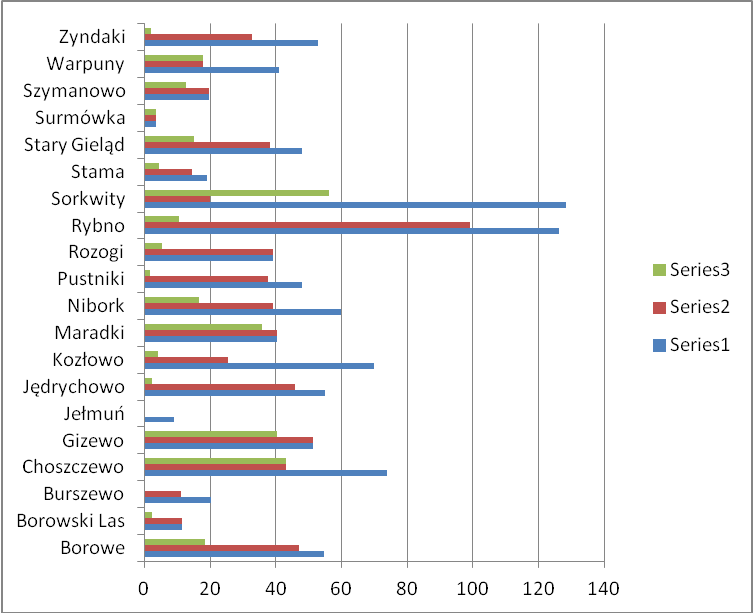 Zyndaki
Warpuny
Szymanowo
Surmówka
Stary Gieląd
Stama
Sorkwity
Rybno
Rozogi
Pustniki
Nibork
Maradki
Kozłowo
Jędrychowo
Jełmuń
Gizewo
Choszczewo
Burszewo
Borowski Las
Borowe
0 20 40 60 80 100 120 140
Series3
Series2
Series1